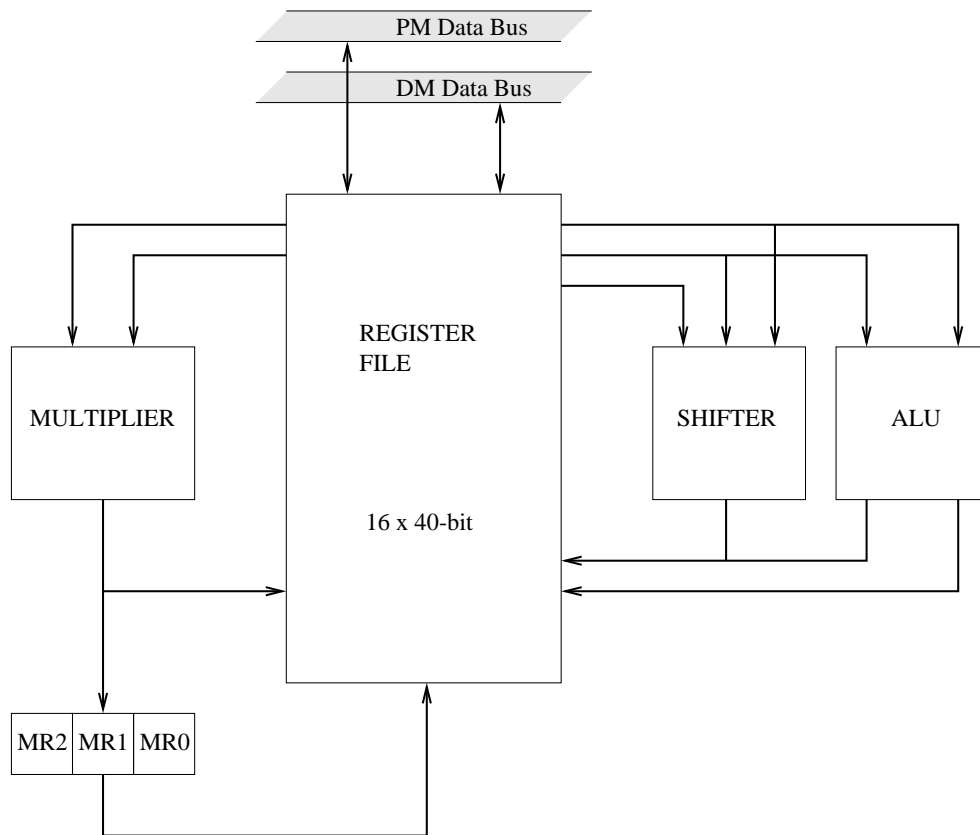 PM Data Bus
DM Data Bus
REGISTER
FILE
MULTIPLIER
SHIFTER
ALU
16 x 40-bit
MR2 MR1 MR0